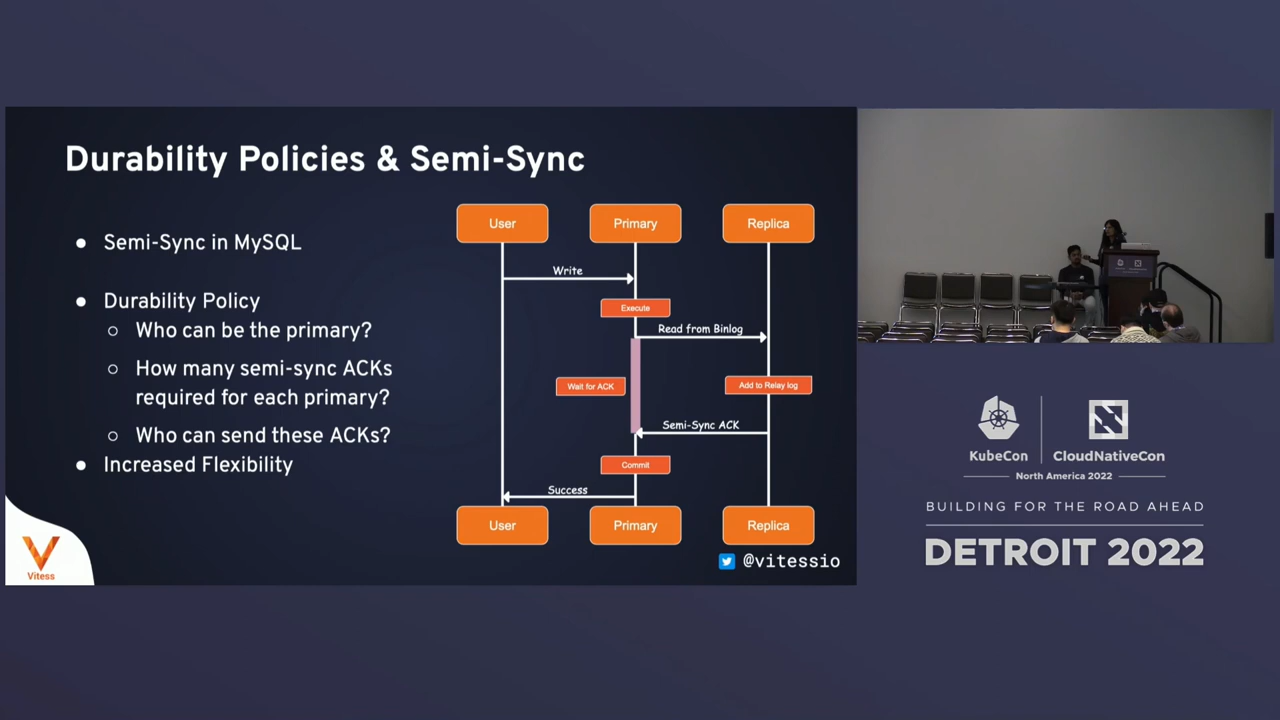 Durability Policies & Semi-Sync
● Semi-Sync in MySQL
● Durability Policy
○ Who can be the primary?
○ How many semi-sync ACKs
required for each primary?
○ Who can send these ACKs?
● Increased Flexibility
User
Primary
Replica
Write
Execute
Read from Binlog
Wait for ACK
Add to Relay log
Semi-Sync ACK
Commit
Success
User
Primary
Replica
Vitess
@vitessio
KubeCon
CloudNativeCon
North America 2022
BUILDING FOR THE ROAD AHEAD
DETROIT 2022